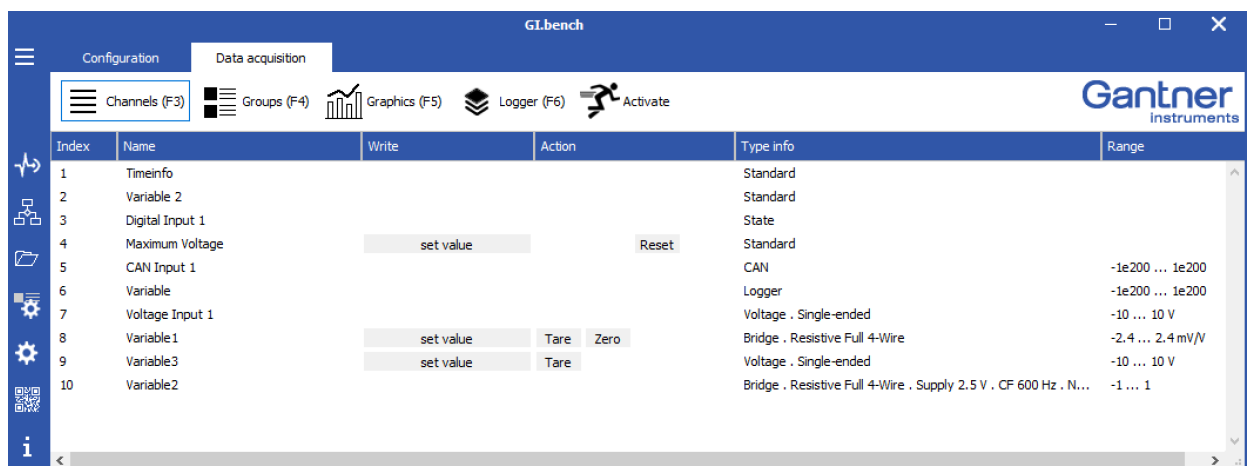 GI.bench
Configuration Data acquisition
Channels (F3) Groups (F4) Graphics (F5) Logger (F6) Activate
Gantner
instruments
Index Name Write Action Type info Range
1 Timeinfo Standard
2 Variable 2 Standard
3 Digital Input 1 State
4 Maximum Voltage set value Reset Standard
5 CAN Input 1 CAN -1e200 ... 1e200
6 Variable Logger -1e200 ... 1e200
7 Voltage Input 1 Voltage . Single-ended -10 ... 10 V
8 Variable1 set value Tare Zero Bridge . Resistive Full 4-Wire -2.4 ... 2.4 mV/V
9 Variable3 set value Tare Voltage . Single-ended -10 ... 10 V
10 Variable2 Bridge . Resistive Full 4-Wire . Supply 2.5 V . CF 600 Hz . N... -1 ... 1